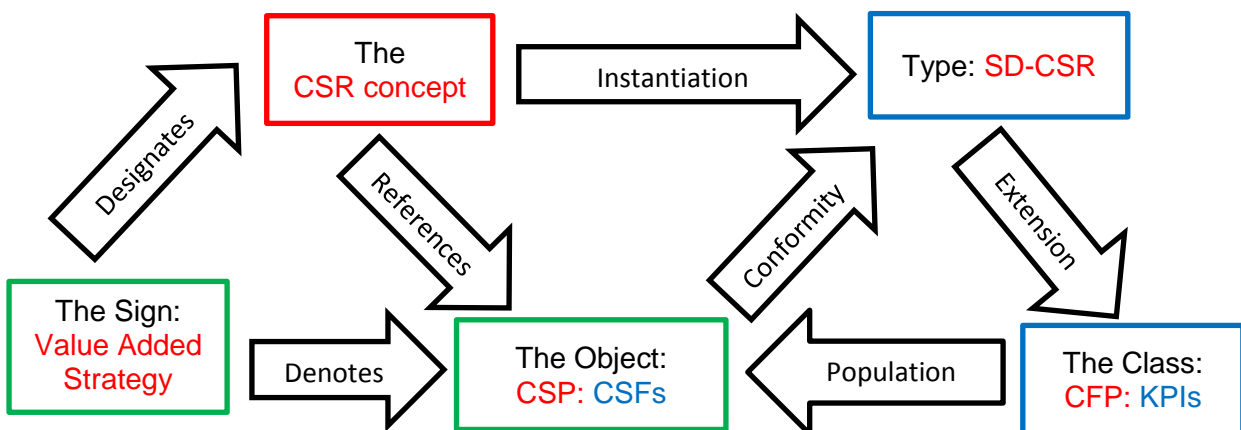 The
CSR concept
Instantiation
Type: SD-CSR
Designates
References
Conformity
Extension
The Sign:
Value Added
Strategy
Denotes
The Object:
CSP: CSFs
Population
The Class:
CFP: KPIs